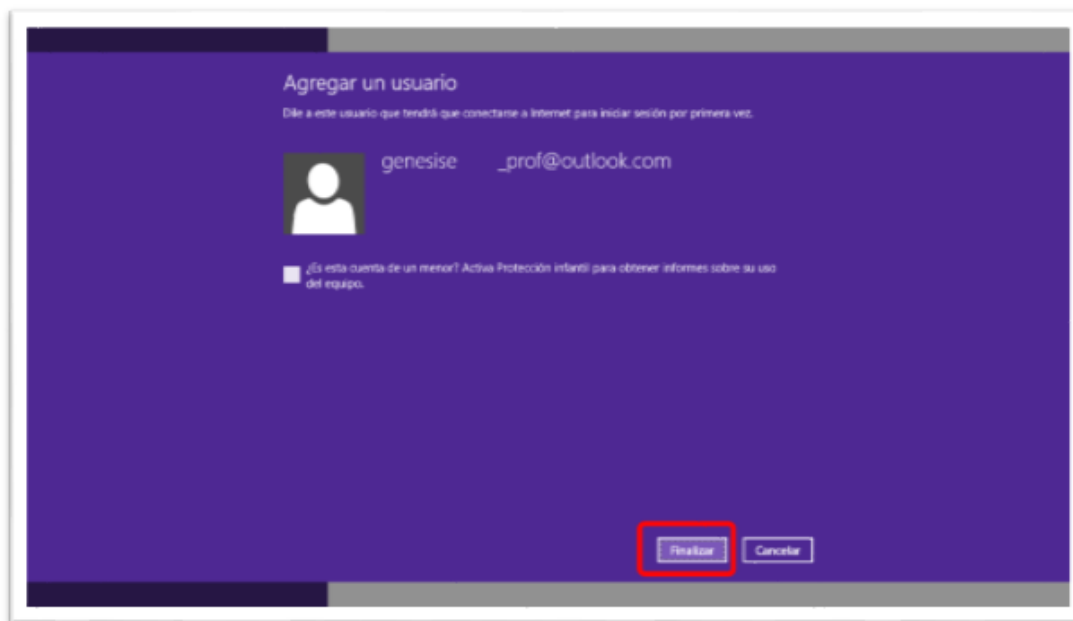 Agregar un usuario
Dile a este usuario que tendrá que conectarse a Internet para iniciar sesión por primera vez.
genesise _prof@outlook.com
¿Es esta cuenta de un menor? Activa Protección infantil para obtener informes sobre su uso
del equipo.
Finalizar Cancelar